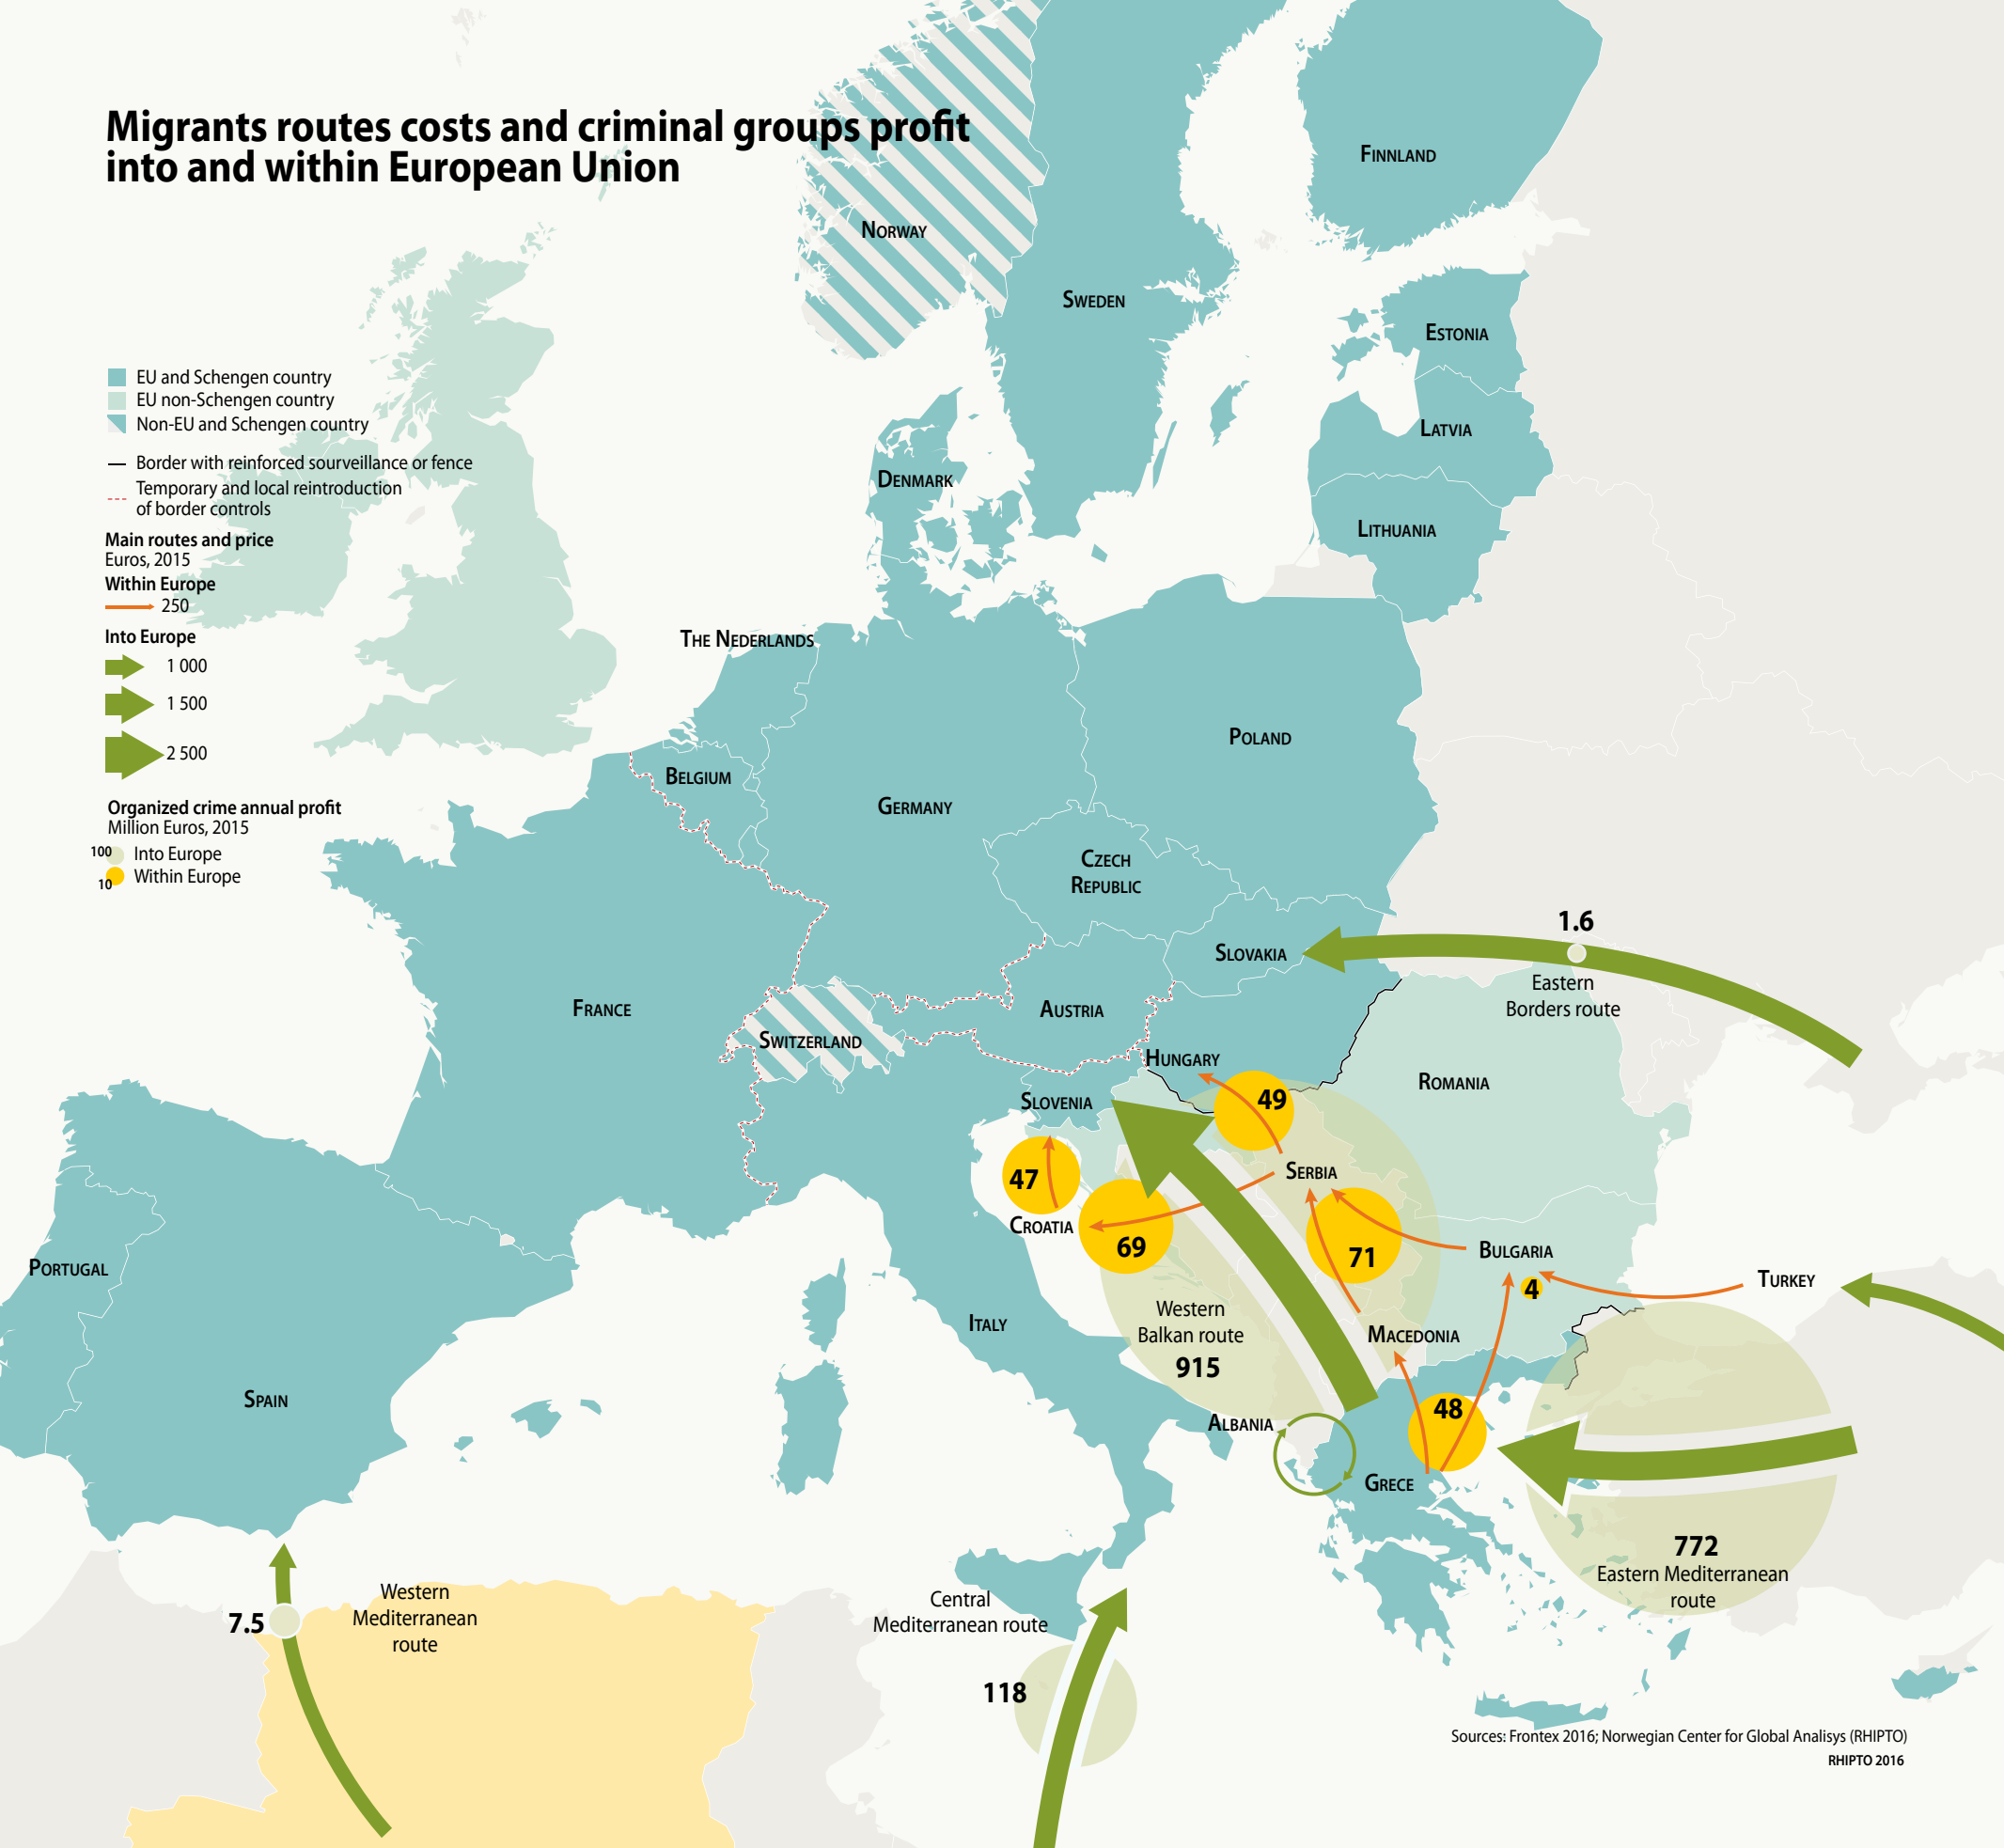 Migrants routes costs and criminal groups profit
into and within European Union
FINNLAND
NORWAY
SWEDEN
ESTONIA
EU and Schengen country
EU non-Schengen country
Non-EU and Schengen country
LATVIA
Border with reinforced sourveillance or fence
Temporary and local reintroduction
of border controls
DENMARK
LITHUANIA
Main routes and price
Euros, 2015
Within Europe
250
Into Europe
1 000
1 500
2 500
THE NEDERLANDS
POLAND
BELGIUM
GERMANY
Organized crime annual profit
Million Euros, 2015
100
Into Europe
10
Within Europe
CZECH
REPUBLIC
1.6
SLOVAKIA
Eastern
Borders route
FRANCE
AUSTRIA
SWITZERLAND
HUNGARY
ROMANIA
SLOVENIA
49
47
SERBIA
CROATIA
69
71
BULGARIA
4
TURKEY
PORTUGAL
ITALY
Western
Balkan route
915
MACEDONIA
SPAIN
ALBANIA
48
GRECE
772
Eastern Mediterranean
route
7.5
Western
Mediterranean
route
Central
Mediterranean route
118
Sources: Frontex 2016; Norwegian Center for Global Analisys (RHIPTO)
RHIPTO 2016